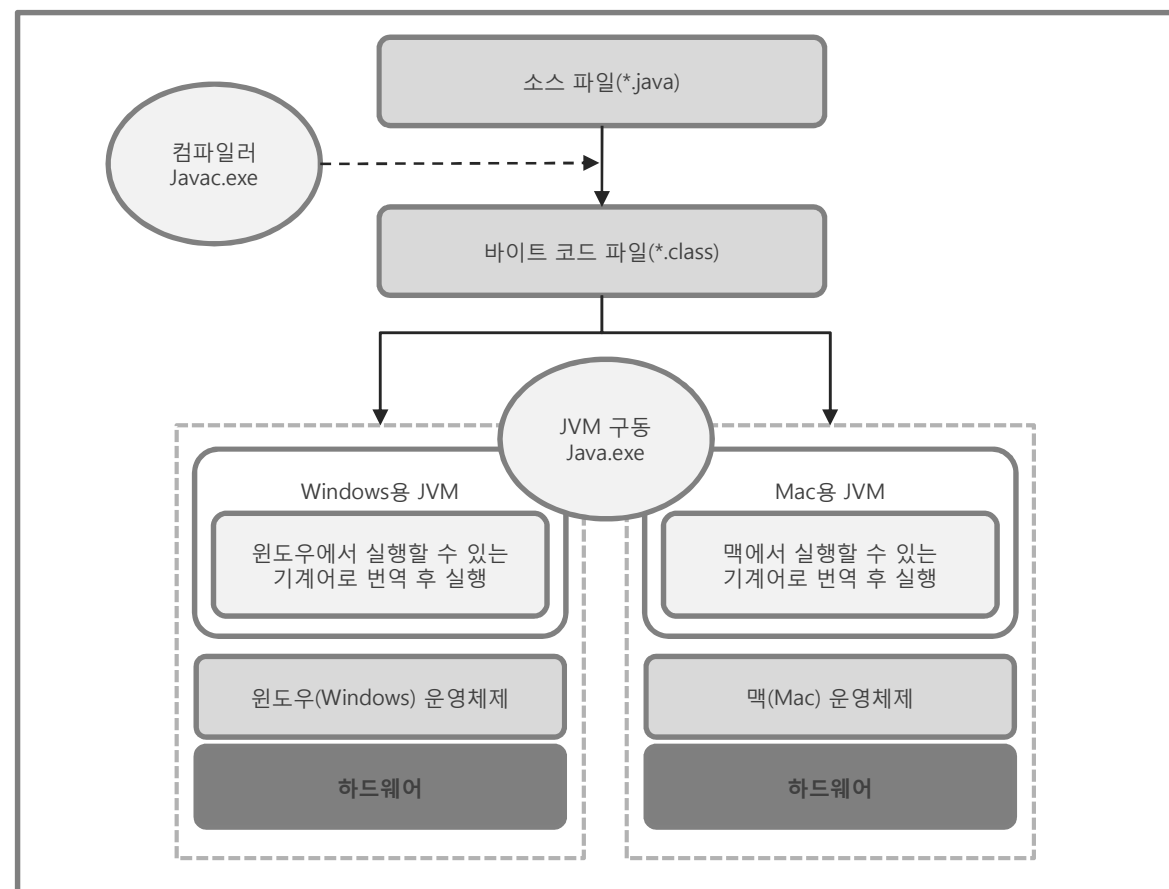 소스 파일(*.java)
컴파일러
Javac.exe
바이트 코드 파일(*.class)
JVM 구동
Java.exe
Windows용 JVM
윈도우에서 실행할 수 있는
기계어로 번역 후 실행
윈도우(Windows) 운영체제
하드웨어
Mac용 JVM
맥에서 실행할 수 있는
기계어로 번역 후 실행
맥(Mac) 운영체제
하드웨어